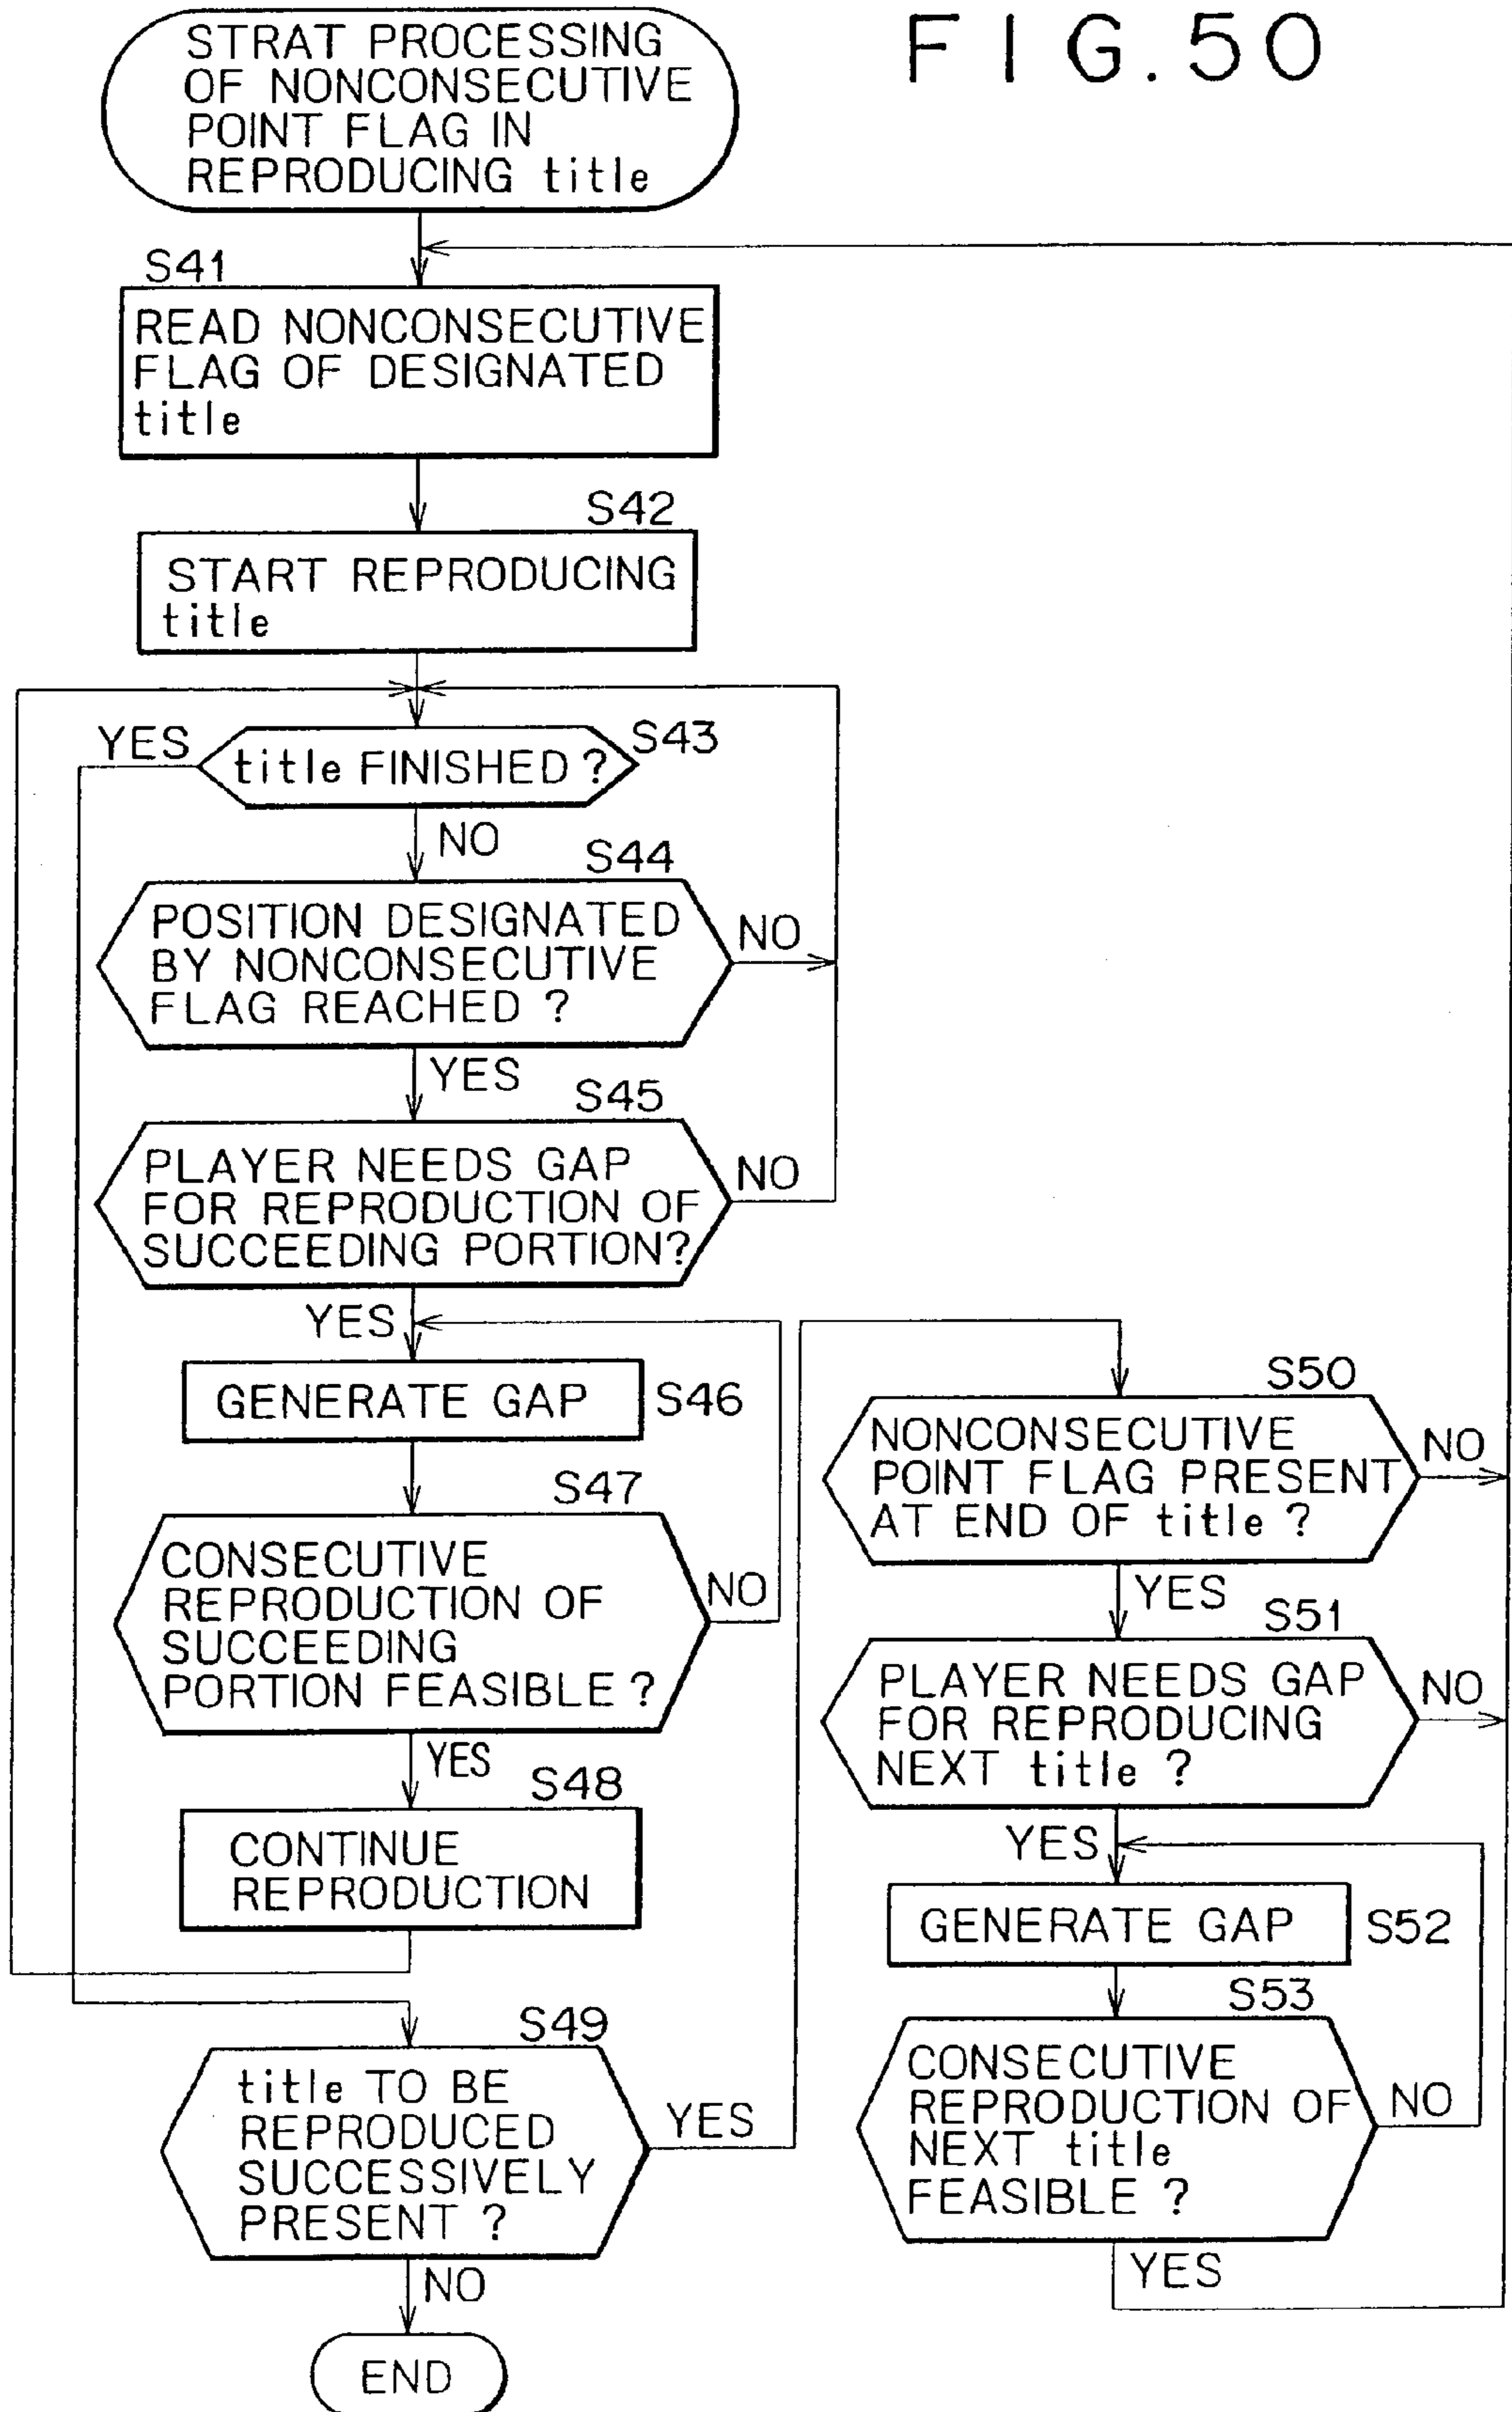 FIG.50
STRAT PROCESSING
OF NONCONSECUTIVE
POINT FLAG IN
REPRODUCING title
S41
READ NONCONSECUTIVE
FLAG OF DESIGNATED
title
S42
START REPRODUCING
title
YES
title FINISHED ?
S43
NO
S44
POSITION DESIGNATED
BY NONCONSECUTIVE
FLAG REACHED ?
NO
YES
S45
PLAYER NEEDS GAP
FOR REPRODUCTION OF
SUCCEEDING PORTION?
NO
YES
GENERATE GAP
S46
S47
CONSECUTIVE
REPRODUCTION OF
SUCCEEDING
PORTION FEASIBLE ?
NO
YES
S48
CONTINUE
REPRODUCTION
S49
title TO BE
REPRODUCED
SUCCESSIVELY
PRESENT ?
YES
NO
END
S50
NONCONSECUTIVE
POINT FLAG PRESENT
AT END OF title ?
NO
YES
S51
PLAYER NEEDS GAP
FOR REPRODUCING
NEXT title ?
NO
YES
GENERATE GAP
S52
S53
CONSECUTIVE
REPRODUCTION OF
NEXT title
FEASIBLE ?
NO
YES